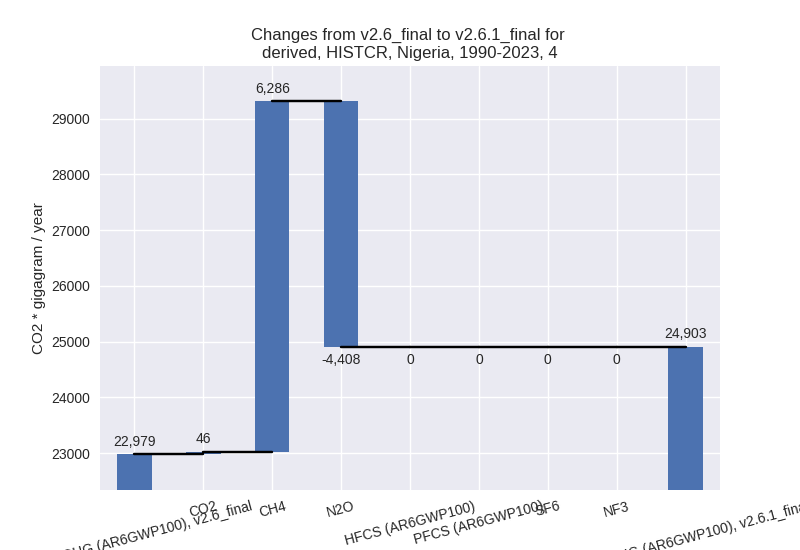 Changes from v2.6_final to v2.6.1_final for
derived, HISTCR, Nigeria, 1990-2023, 4
CO2 * gigagram / year
29000
28000
27000
26000
25000
24000
23000
22,979
46
6,286
-4,408
0
0
0
0
24,903
(AR6GWP100), v2.6_final
CO2
CH4
N2O
HFCS (AR6GWP100)
PFCS (AR6GWP100)
SF6
NF3
(AR6GWP100), v2.6.1_fina